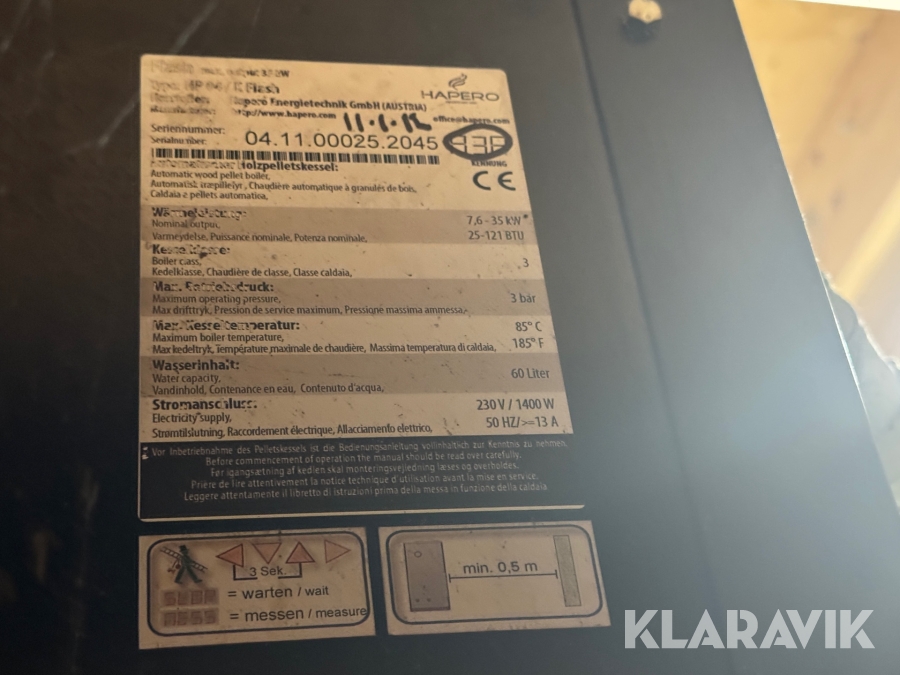 HAPERO
Energietechnik GmbH (AUSTRIA)
http://www.hapero.com
office@hapero.com
Seriennummer:
04.11.00025.2045
KENNUNG
CE
Holzpelletskessel:
Automatic wood pellet boiler,
Automatisk træpillefyr, Chaudière automatique à granulés de bois,
Caldaia a pellets automatica,
Wärmeleistung:
7,6-35 kW*
Nominal output,
25-121 BTU
Varmeydelse, Puissance nominale, Potenza nominale,
Boiler class,
3
Kedelklasse, Chaudière de classe, Classe caldaia,
Max. Betriebsdruck:
Maximum operating pressure,
3 bar
Max drifttryk, Pression de service maximum, Pressione massima ammessa,
Max. Kesseltemperatur:
85° C
Maximum boiler temperature,
185° F
Max kedeltryk, Température maximale de chaudière, Massima temperatura di caldaia,
Wasserinhalt:
Water capacity,
60 Liter
Vandinhold, Contenance en eau, Contenuto d'acqua,
Stromanschluss:
230 V / 1400 W
Electricity supply,
50 HZ/>=13 A
Strømtilslutning, Raccordement électrique, Allacciamento elettrico,
Vor Inbetriebnahme des Pelletskessels ist die Bedienungsanleitung vollinhaltlich zur Kenntnis zu nehmen.
Before commencement of operation the manual should be read over carefully.
Før igangsætning af kedlen skal monteringsvejledning læses og overholdes.
Prière de lire attentivement la notice technique d'utilisation avant la mise en service.
Leggere attentamente il libretto di istruzioni prima della messa in funzione della caldaia
3 Sek.
= warten / wait
= messen / measure
min. 0,5 m
KLARAVIK